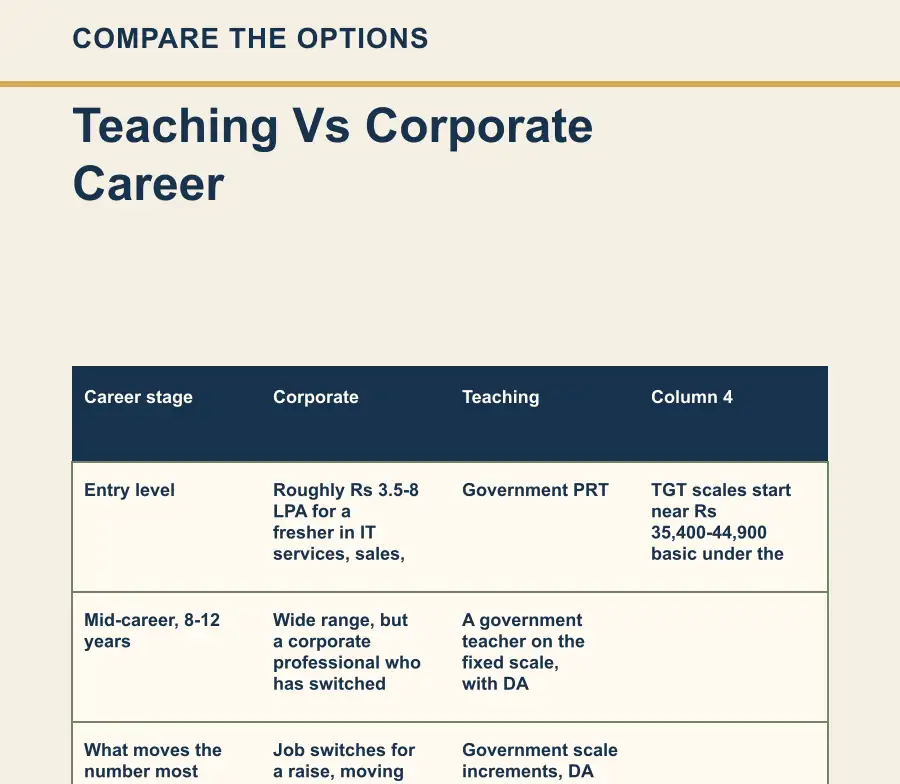 COMPARE THE OPTIONS
Teaching Vs Corporate
Career
Career stage
Corporate
Teaching
Column 4
Entry level
Roughly Rs 3.5-8
LPA for a
fresher in IT
services, sales,
Government PRT
TGT scales start
near Rs
35,400-44,900
basic under the
Mid-career, 8-12
years
Wide range, but
a corporate
professional who
has switched
A government
teacher on the
fixed scale,
with DA
What moves the
number most
Job switches for
a raise, moving
Government scale
increments, DA